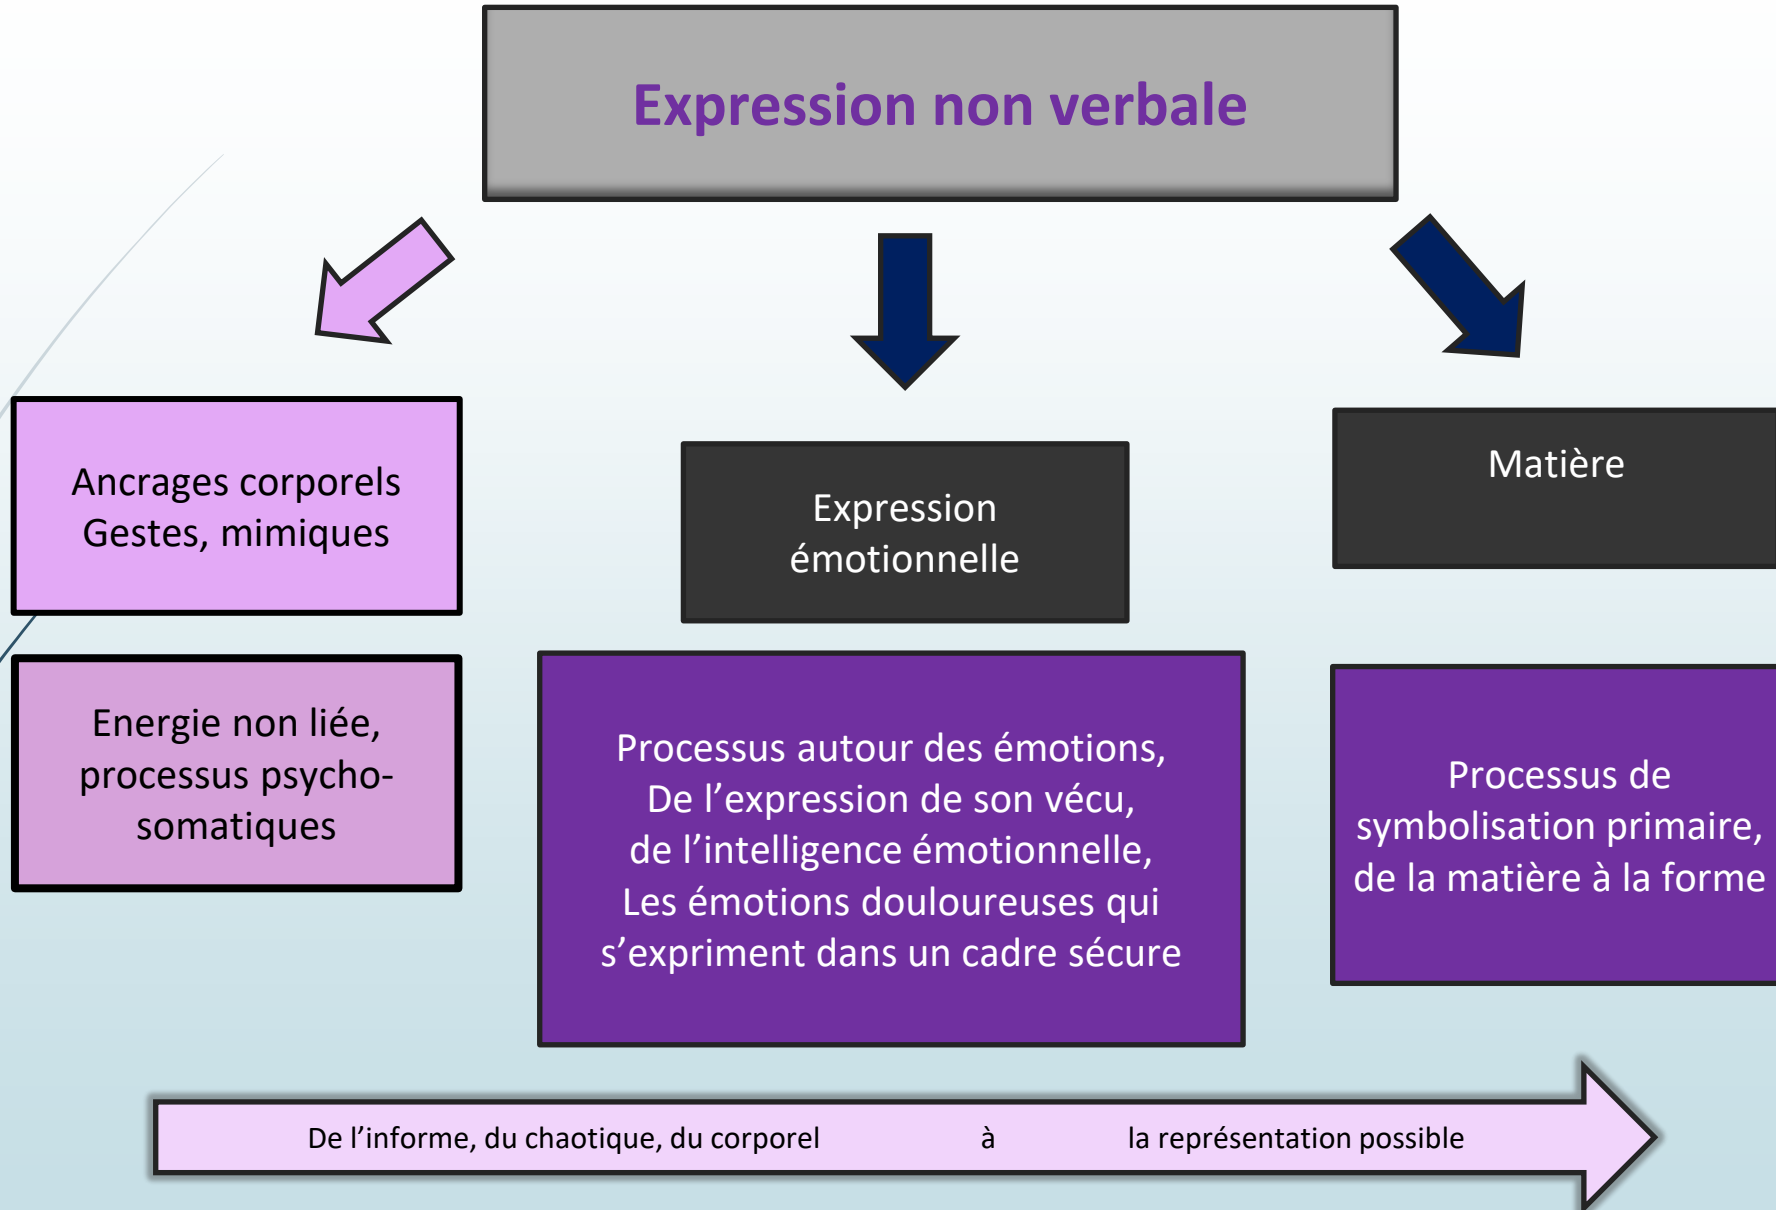 Expression non verbale
Ancrages corporels
Gestes, mimiques
Expression
émotionnelle
Matière
Energie non liée,
processus psycho-
somatiques
Processus autour des émotions,
De l’expression de son vécu,
de l’intelligence émotionnelle,
Les émotions douloureuses qui
s’expriment dans un cadre sécure
Processus de
symbolisation primaire,
de la matière à la forme
De l’informe, du chaotique, du corporel à la représentation possible